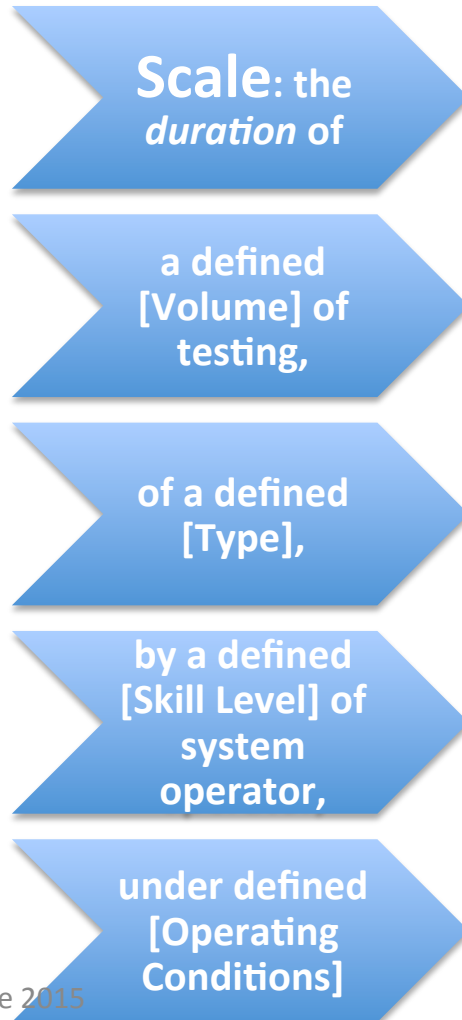 Scale: the
duration of
a defined
[Volume] of
testing,
of a defined
[Type],
by a defined
[Skill Level] of
system
operator,
under defined
[Operating
Conditions]
2015